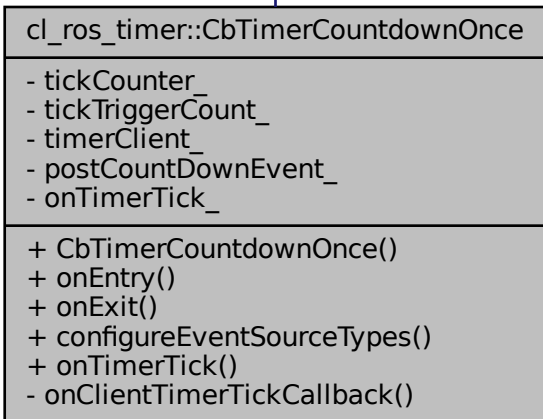 cl_ros_timer::CbTimerCountdownOnce
- tickCounter_
- tickTriggerCount_
- timerClient_
- postCountDownEvent_
- onTimerTick_
+ CbTimerCountdownOnce()
+ onEntry()
+ onExit()
+ configureEventSourceTypes()
+ onTimerTick()
- onClientTimerTickCallback()